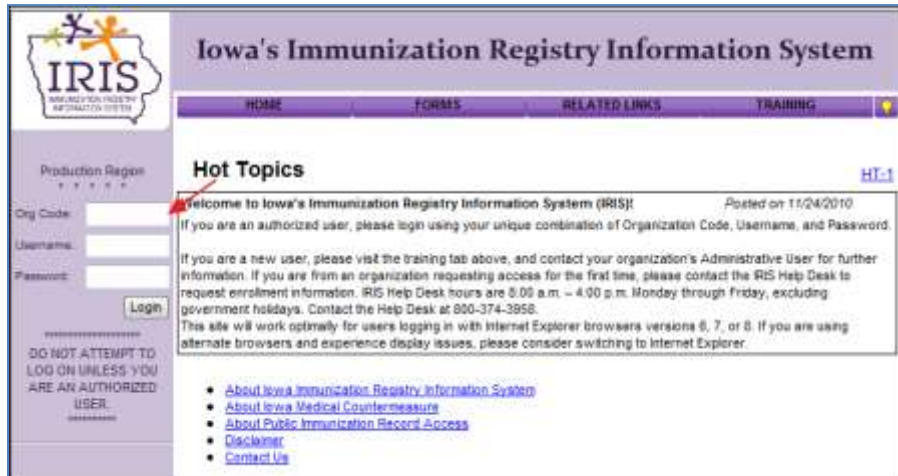 IRIS
IMMUNIZATION REGISTRY
INFORMATION SYSTEM
Iowa's Immunization Registry Information System
HOME FORMS RELATED LINKS TRAINING
Production Region
* * * * *
Org Code:
Username:
Password:
Login
DO NOT ATTEMPT TO
LOG ON UNLESS YOU
ARE AN AUTHORIZED
USER.
Hot Topics
HT-1
Welcome to Iowa's Immunization Registry Information System (IRIS)! Posted on 11/24/2010
If you are an authorized user, please login using your unique combination of Organization Code, Username, and Password.
If you are a new user, please visit the training tab above, and contact your organization's Administrative User for further
information. If you are from an organization requesting access for the first time, please contact the IRIS Help Desk to
request enrollment information. IRIS Help Desk hours are 8:00 a.m. – 4:00 p.m. Monday through Friday, excluding
government holidays. Contact the Help Desk at 800-374-3958.
This site will work optimally for users logging in with Internet Explorer browsers versions 6, 7, or 8. If you are using
alternate browsers and experience display issues, please consider switching to Internet Explorer.
About Iowa Immunization Registry Information System
About Iowa Medical Countermeasure
About Public Immunization Record Access
Disclaimer
Contact Us